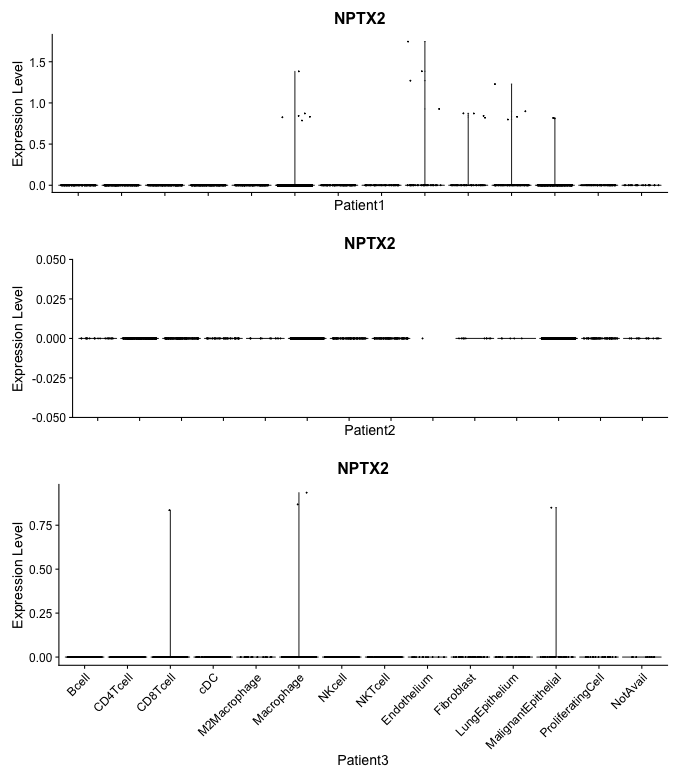 NPTX2
Expression Level
1.5
1.0
0.5
0.0
Patient1
NPTX2
Expression Level
0.050
0.025
0.000
-0.025
-0.050
Patient2
NPTX2
Expression Level
0.75
0.50
0.25
0.00
Bcell
CD4Tcell
CD8Tcell
cDC
M2Macrophage
Macrophage
NKcell
NKTcell
Endothelium
Fibroblast
LungEpithelium
MalignantEpithelial
ProliferatingCell
NotAvail
Patient3